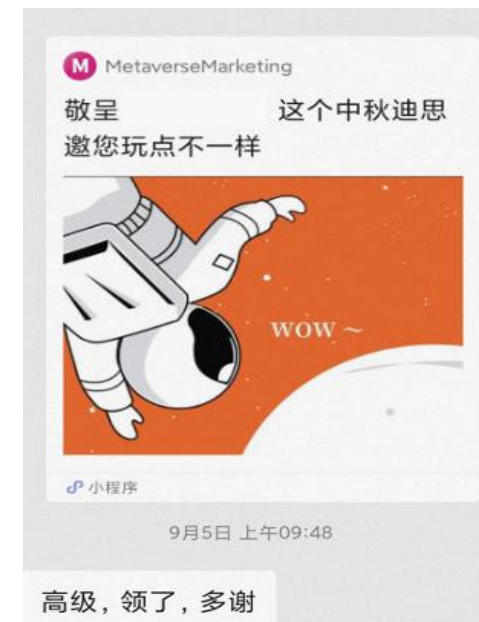 M MetaverseMarketing
敬呈 这个中秋迪思
邀您玩点不一样
WOW ~
小程序
9月5日 上午09:48
高级，领了，多谢